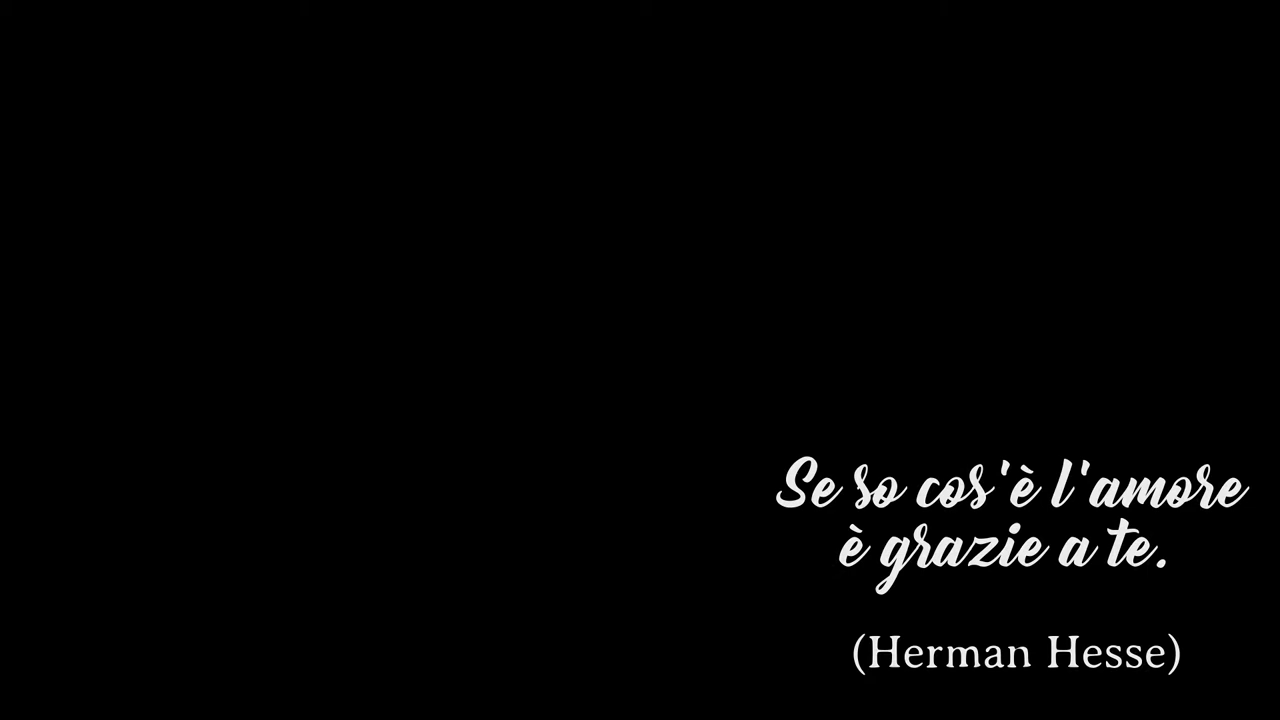 Se so cos'è l'amore
è grazie a te.
(Herman Hesse)